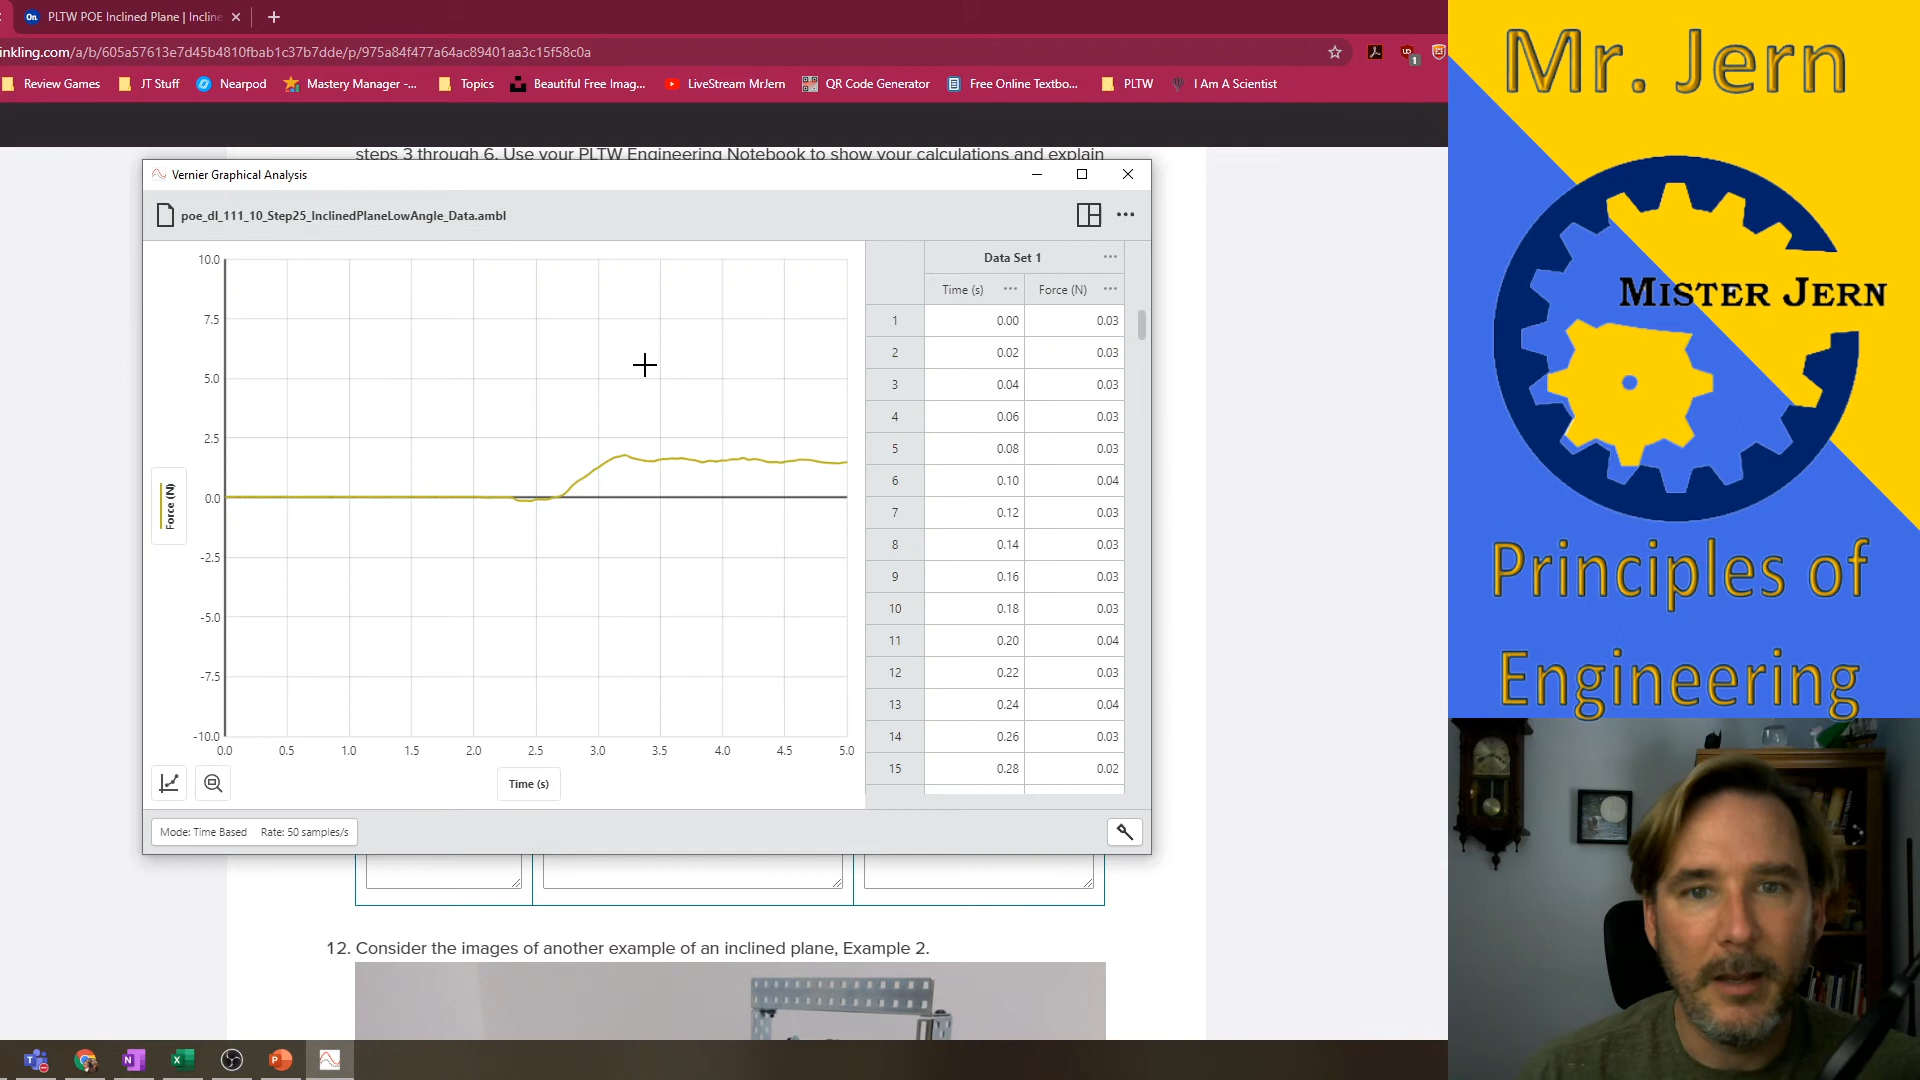 On. PLTW POE Inclined Plane | Incline
inkling.com/a/b/605a57613e7d45b4810fbab1c37b7dde/p/975a84f477a64ac89401aa3c15f58c0a
1
Review Games JT Stuff Nearpod Mastery Manager -... Topics Beautiful Free Imag... LiveStream MrJern QR Code Generator Free Online Textbo... PLTW I Am A Scientist
steps 3 through 6. Use your PLTW Engineering Notebook to show your calculations and explain
Vernier Graphical Analysis
poe_dl_111_10_Step25_InclinedPlaneLowAngle_Data.ambl
10.0
7.5
5.0
2.5
0.0
-2.5
-5.0
-7.5
-10.0
Force (N)
0.0 0.5 1.0 1.5 2.0 2.5 3.0 3.5 4.0 4.5 5.0
Time (s)
Data Set 1
Time (s) Force (N)
1 0.00 0.03
2 0.02 0.03
3 0.04 0.03
4 0.06 0.03
5 0.08 0.03
6 0.10 0.04
7 0.12 0.03
8 0.14 0.03
9 0.16 0.03
10 0.18 0.03
11 0.20 0.04
12 0.22 0.03
13 0.24 0.04
14 0.26 0.03
15 0.28 0.02
Mode: Time Based Rate: 50 samples/s
12. Consider the images of another example of an inclined plane, Example 2.
Mr. Jern
MISTER JERN
Principles of
Engineering